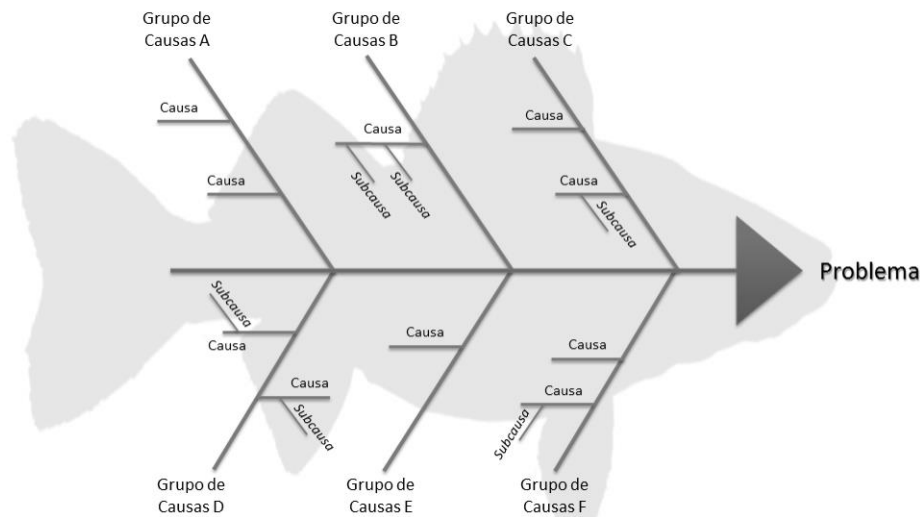 Grupo de
Causas A
Grupo de
Causas B
Grupo de
Causas C
Causa
Causa
Causa
Subcausa
Subcausa
Causa
Causa
Subcausa
Problema
Subcausa
Causa
Causa
Subcausa
Causa
Causa
Causa
Subcausa
Grupo de
Causas D
Grupo de
Causas E
Grupo de
Causas F